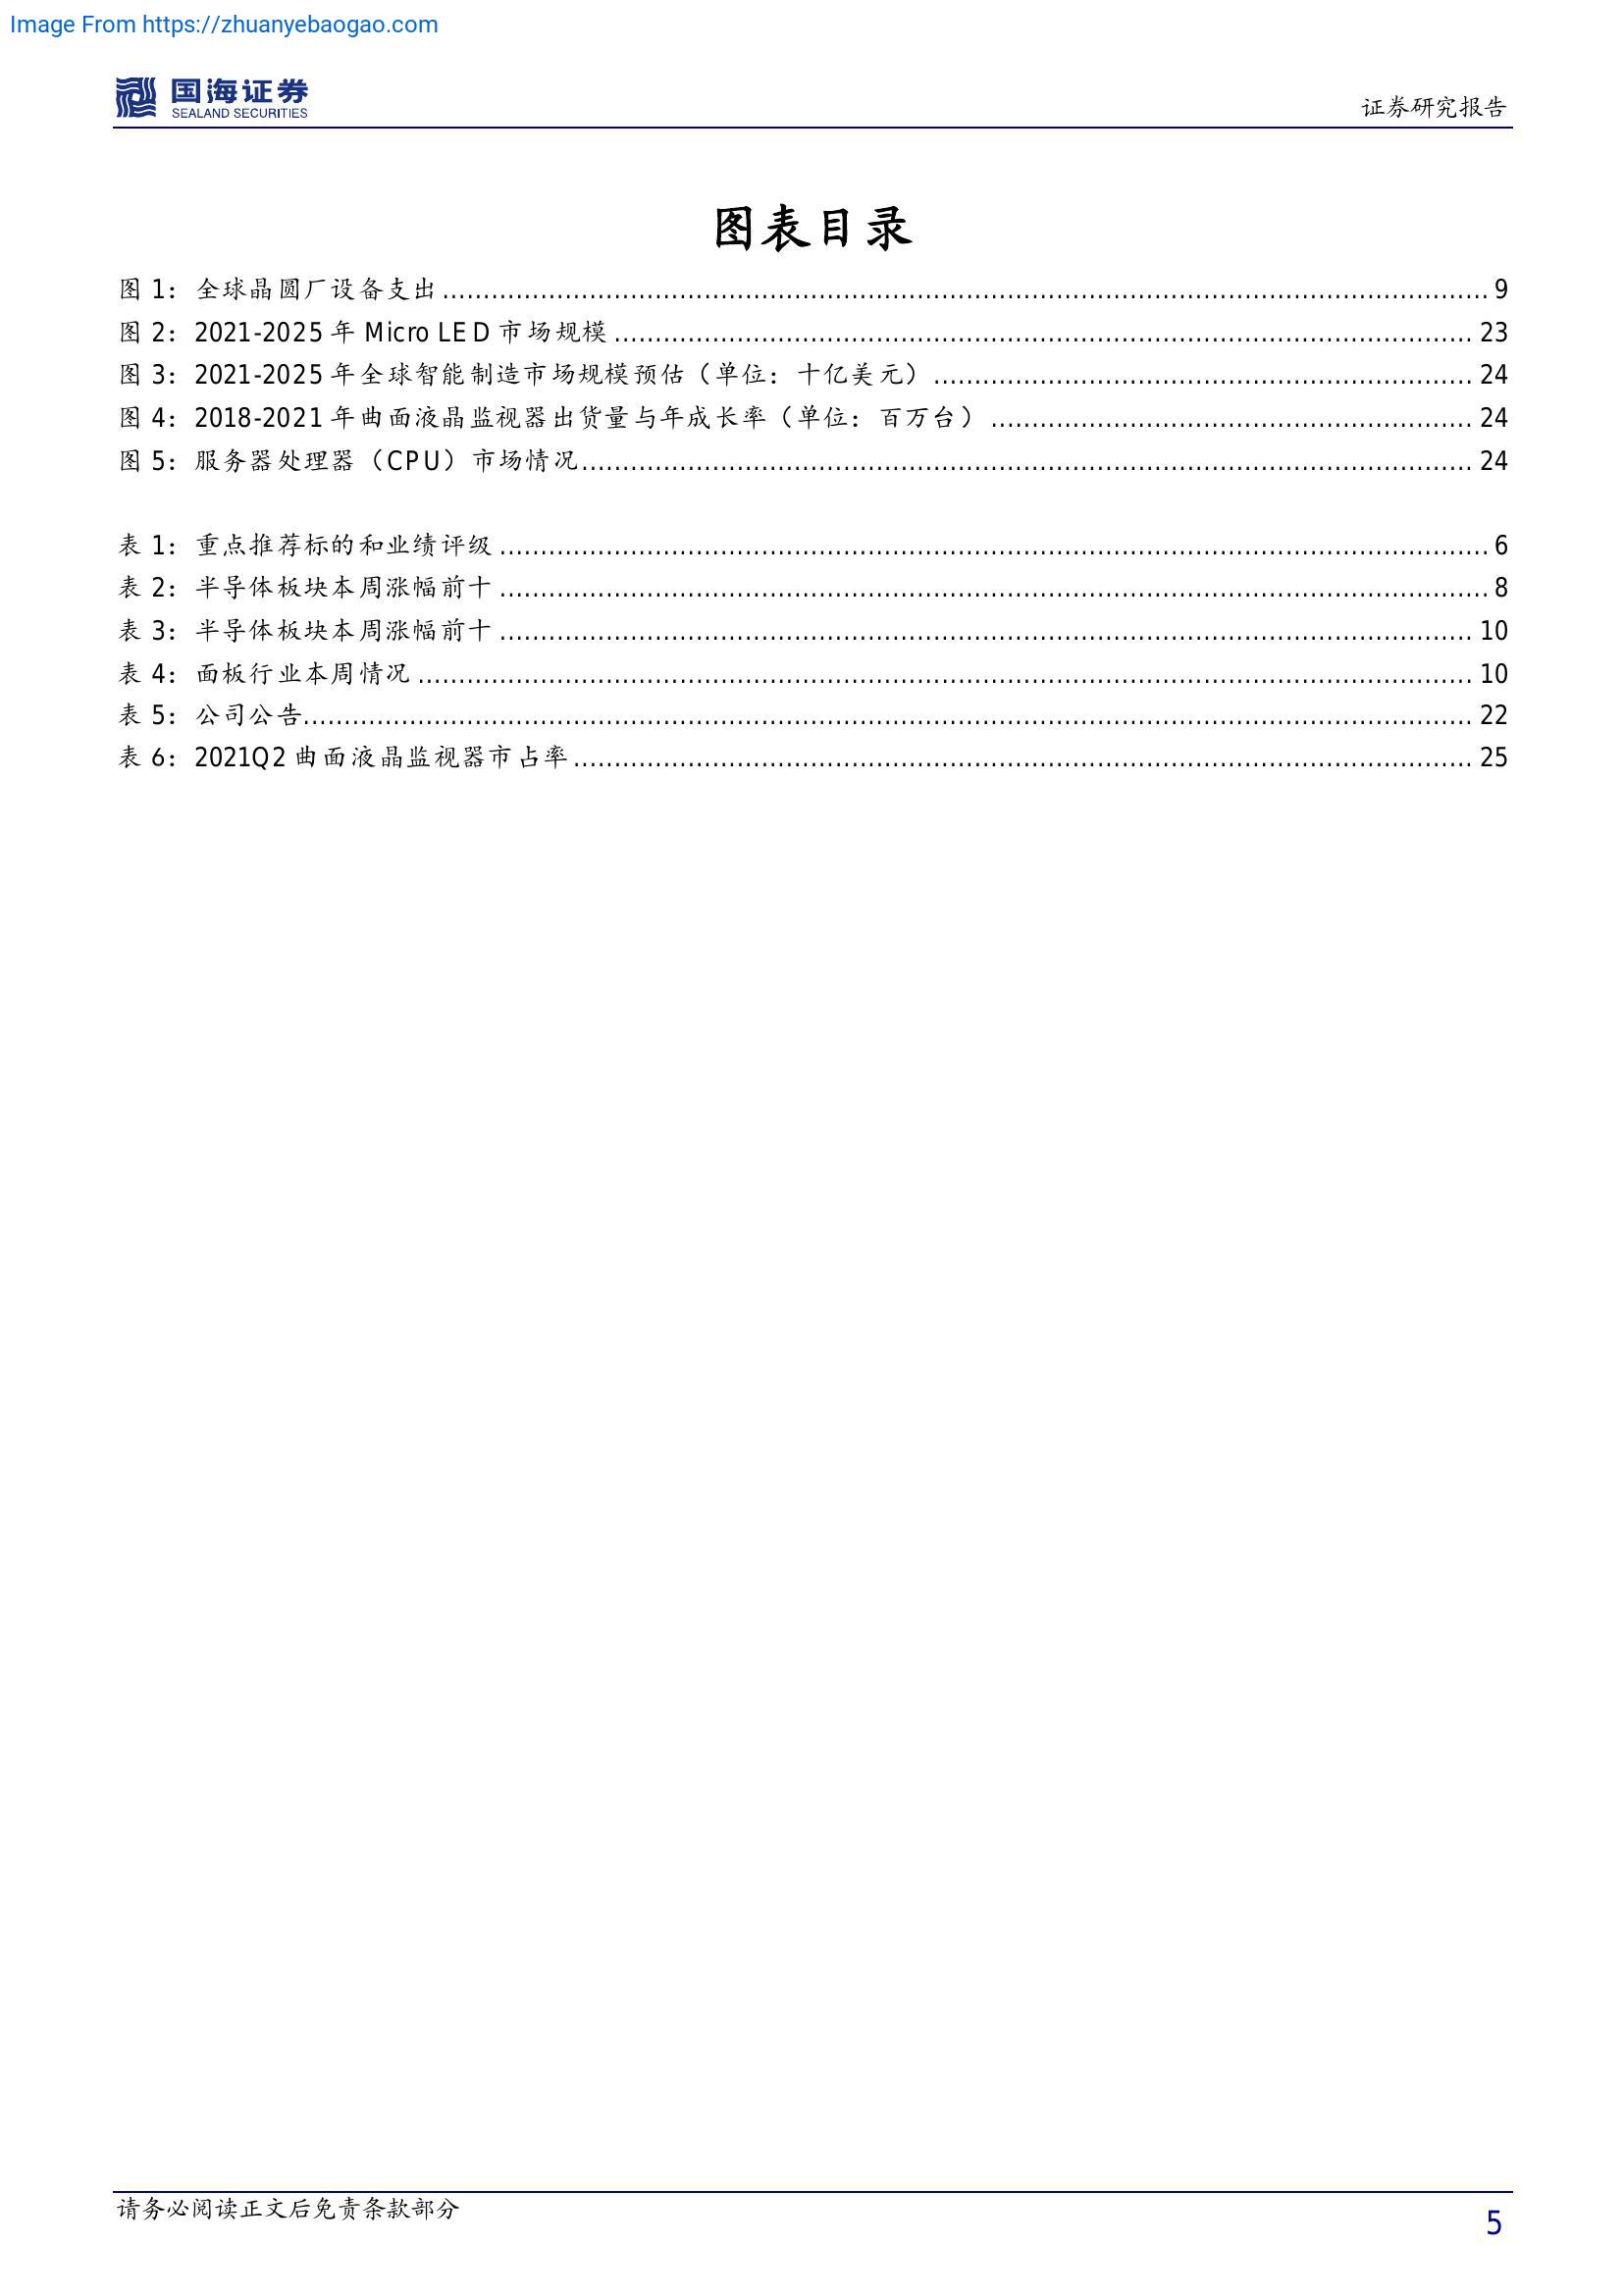 Image From https://zhuanyebaogao.com
国海证券
SEALAND SECURITIES
证券研究报告
图表目录
图 1：全球晶圆厂设备支出 ........ 9
图 2：2021-2025 年 Micro LED 市场规模 ........ 23
图 3：2021-2025 年全球智能制造市场规模预估（单位：十亿美元） ........ 24
图 4：2018-2021 年曲面液晶监视器出货量与年成长率（单位：百万台） ........ 24
图 5：服务器处理器（CPU）市场情况 ........ 24
表 1：重点推荐标的和业绩评级 ........ 6
表 2：半导体板块本周涨幅前十 ........ 8
表 3：半导体板块本周涨幅前十 ........ 10
表 4：面板行业本周情况 ........ 10
表 5：公司公告 ........ 22
表 6：2021Q2 曲面液晶监视器市占率 ........ 25
请务必阅读正文后免责条款部分
5